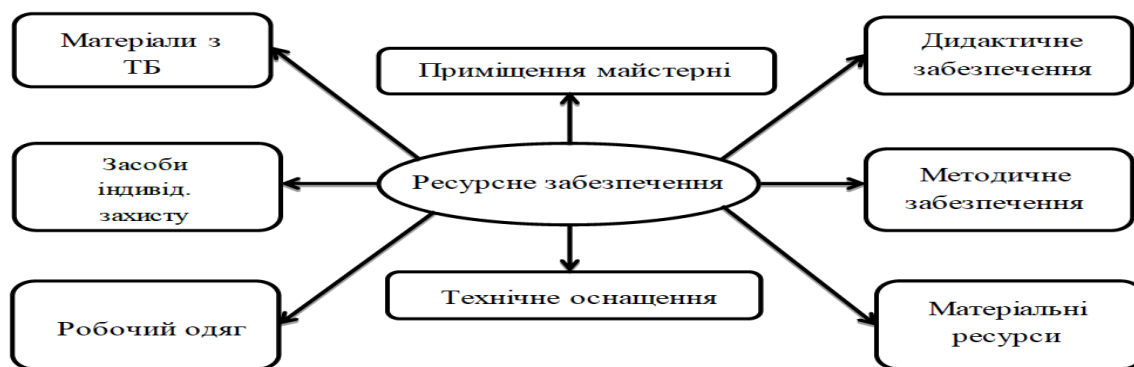 Матеріали з
ТБ
Приміщення майстерні
Дидактичне
забезпечення
Засоби
індивід.
захисту
Ресурсне забезпечення
Методичне
забезпечення
Робочий одяг
Технічне оснащення
Матеріальні
ресурси